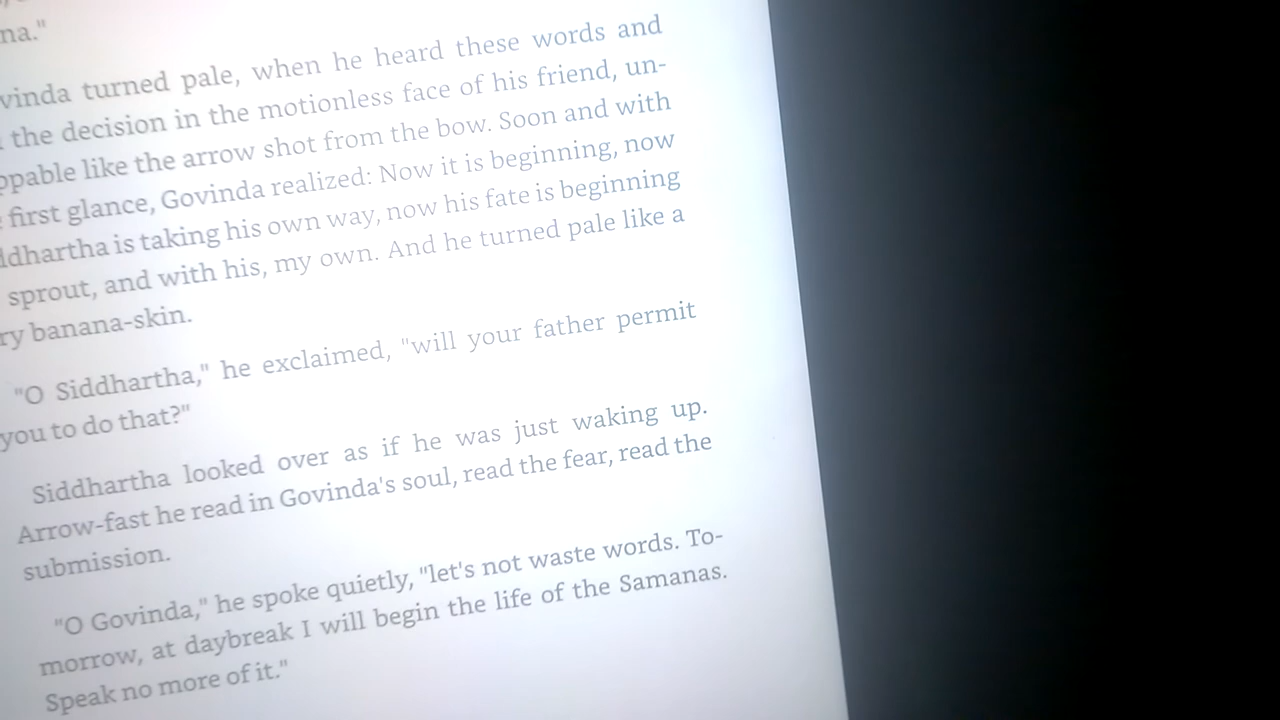 na."
vinda turned pale, when he heard these words and
the decision in the motionless face of his friend, un-
ppable like the arrow shot from the bow. Soon and with
first glance, Govinda realized: Now it is beginning, now
ddhartha is taking his own way, now his fate is beginning
sprout, and with his, my own. And he turned pale like a
ry banana-skin.
"O Siddhartha," he exclaimed, "will your father permit
you to do that?"
Siddhartha looked over as if he was just waking up.
Arrow-fast he read in Govinda's soul, read the fear, read the
submission.
"O Govinda," he spoke quietly, "let's not waste words. To-
morrow, at daybreak I will begin the life of the Samanas.
Speak no more of it."